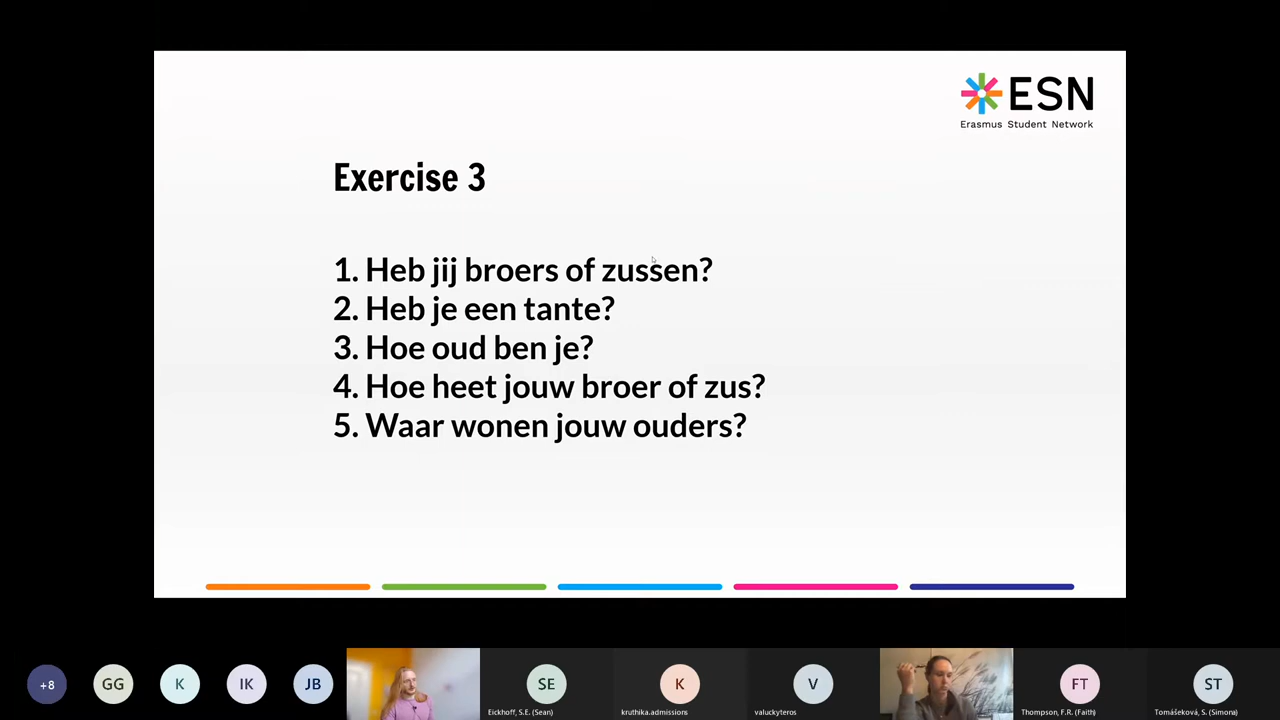 ESN
Erasmus Student Network
Exercise 3
1. Heb jij broers of zussen?
2. Heb je een tante?
3. Hoe oud ben je?
4. Hoe heet jouw broer of zus?
5. Waar wonen jouw ouders?
+8
GG
K
IK
JB
SE
Eickhoff, S.E. (Sean)
K
kruthika.admissions
V
valuckyteros
FT
Thompson, F.R. (Faith)
ST
Tomášeková, S. (Simona)